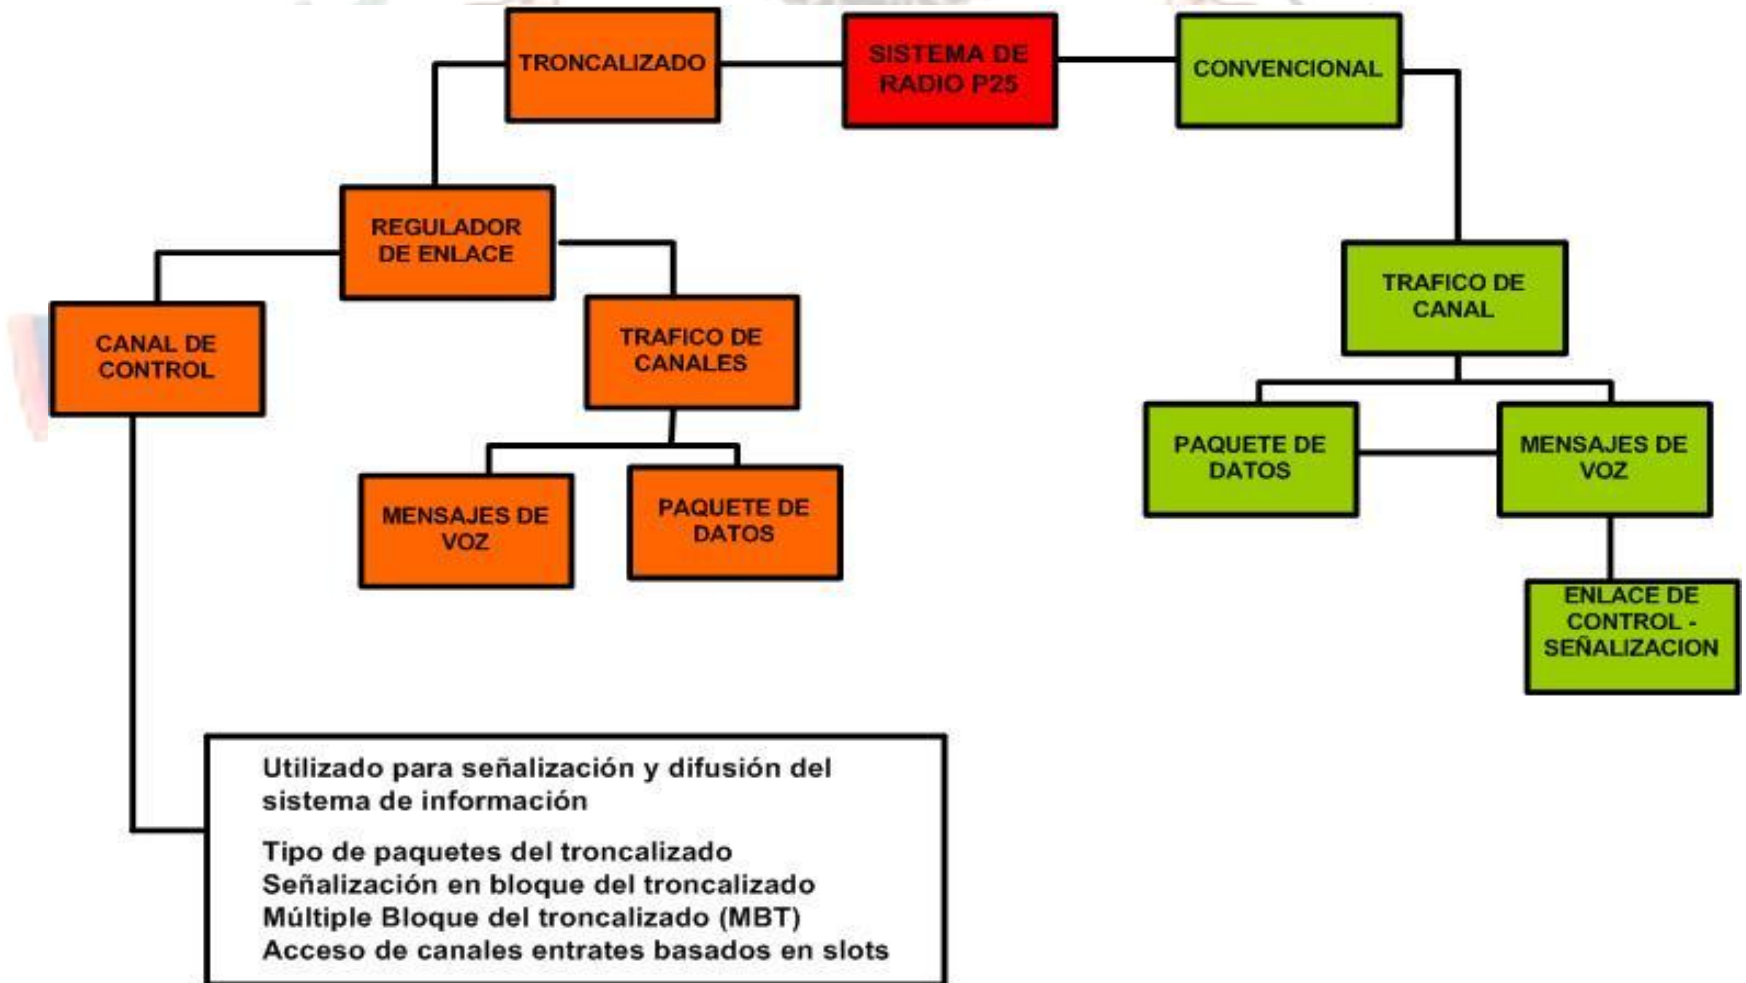 TRONCALIZADO
SISTEMA DE
RADIO P25
CONVENCIONAL
REGULADOR
DE ENLACE
CANAL DE
CONTROL
TRAFICO DE
CANALES
MENSAJES DE
VOZ
PAQUETE DE
DATOS
TRAFICO DE
CANAL
PAQUETE DE
DATOS
MENSAJES DE
VOZ
ENLACE DE
CONTROL -
SEÑALIZACION
Utilizado para señalización y difusión del
sistema de información
Tipo de paquetes del troncalizado
Señalización en bloque del troncalizado
Múltiple Bloque del troncalizado (MBT)
Acceso de canales entrates basados en slots